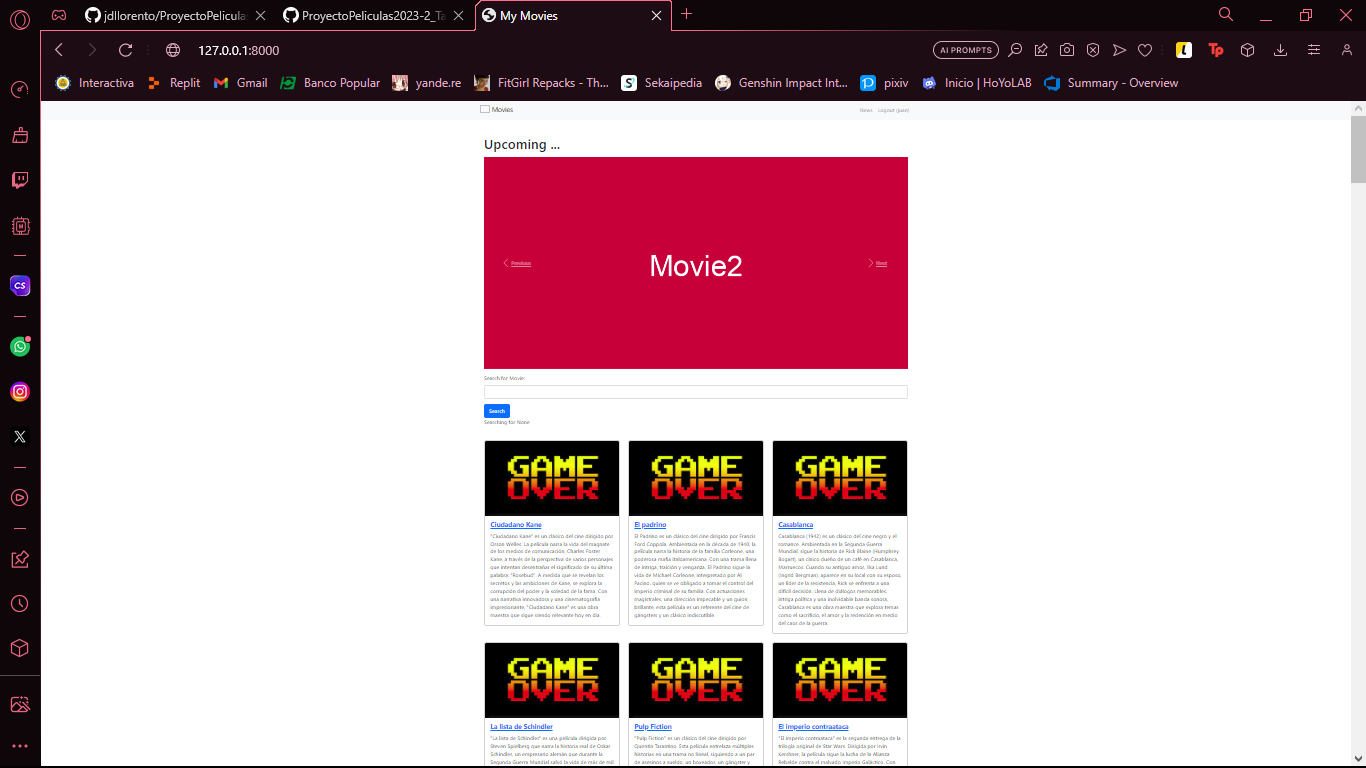 jdllorento/ProyectoPelicula
ProyectoPeliculas2023-2_Ta
My Movies
127.0.0.1:8000
AI PROMPTS
Interactiva
Replit
Gmail
Banco Popular
yande.re
FitGirl Repacks - Th...
Sekaipedia
Genshin Impact Int...
pixiv
Inicio | HoYoLAB
Summary - Overview
Movies
News
Logout (juan)
Upcoming ...
Previous
Movie2
Next
Search for Movie:
Search
Searching for None
GAME OVER
GAME OVER
GAME OVER
Ciudadano Kane
"Ciudadano Kane" es un clásico del cine dirigido por
Orson Welles. La película narra la vida del magnate
de los medios de comunicación, Charles Foster
Kane, a través de la perspectiva de varios personajes
que intentan desentrañar el significado de su última
palabra: "Rosebud". A medida que se revelan los
secretos y las ambiciones de Kane, se explora la
corrupción del poder y la soledad de la fama. Con
una narrativa innovadora y una cinematografía
impresionante, "Ciudadano Kane" es una obra
maestra que sigue siendo relevante hoy en día.
El padrino
El Padrino es un clásico del cine dirigido por Francis
Ford Coppola. Ambientada en la década de 1940, la
película narra la historia de la familia Corleone, una
poderosa mafia italoamericana. Con una trama llena
de intriga, traición y venganza, El Padrino sigue la
vida de Michael Corleone, interpretado por Al
Pacino, quien se ve obligado a tomar el control del
imperio criminal de su familia. Con actuaciones
magistrales, una dirección impecable y un guion
brillante, esta película es un referente del cine de
gángsters y un clásico indiscutible.
Casablanca
Casablanca (1942) es un clásico del cine negro y el
romance. Ambientada en la Segunda Guerra
Mundial, sigue la historia de Rick Blaine (Humphrey
Bogart), un cínico dueño de un café en Casablanca,
Marruecos. Cuando su antiguo amor, Ilsa Lund
(Ingrid Bergman), aparece en su local con su esposo,
un líder de la resistencia, Rick se enfrenta a una
difícil decisión. Llena de diálogos memorables,
intriga política y una inolvidable banda sonora,
Casablanca es una obra maestra que explora temas
como el sacrificio, el amor y la redención en medio
del caos de la guerra.
GAME OVER
GAME OVER
GAME OVER
La lista de Schindler
"La lista de Schindler" es una película dirigida por
Steven Spielberg que narra la historia real de Oskar
Schindler, un empresario alemán que durante la
Segunda Guerra Mundial salvó la vida de más de mil
Pulp Fiction
"Pulp Fiction" es un clásico del cine dirigido por
Quentin Tarantino. Esta película entrelaza múltiples
historias en una trama no lineal, siguiendo a un par
de asesinos a sueldo, un boxeador, un gángster y
El imperio contraataca
"El imperio contraataca" es la segunda entrega de la
trilogía original de Star Wars. Dirigida por Irvin
Kershner, la película sigue la lucha de la Alianza
Rebelde contra el malvado Imperio Galáctico. Con